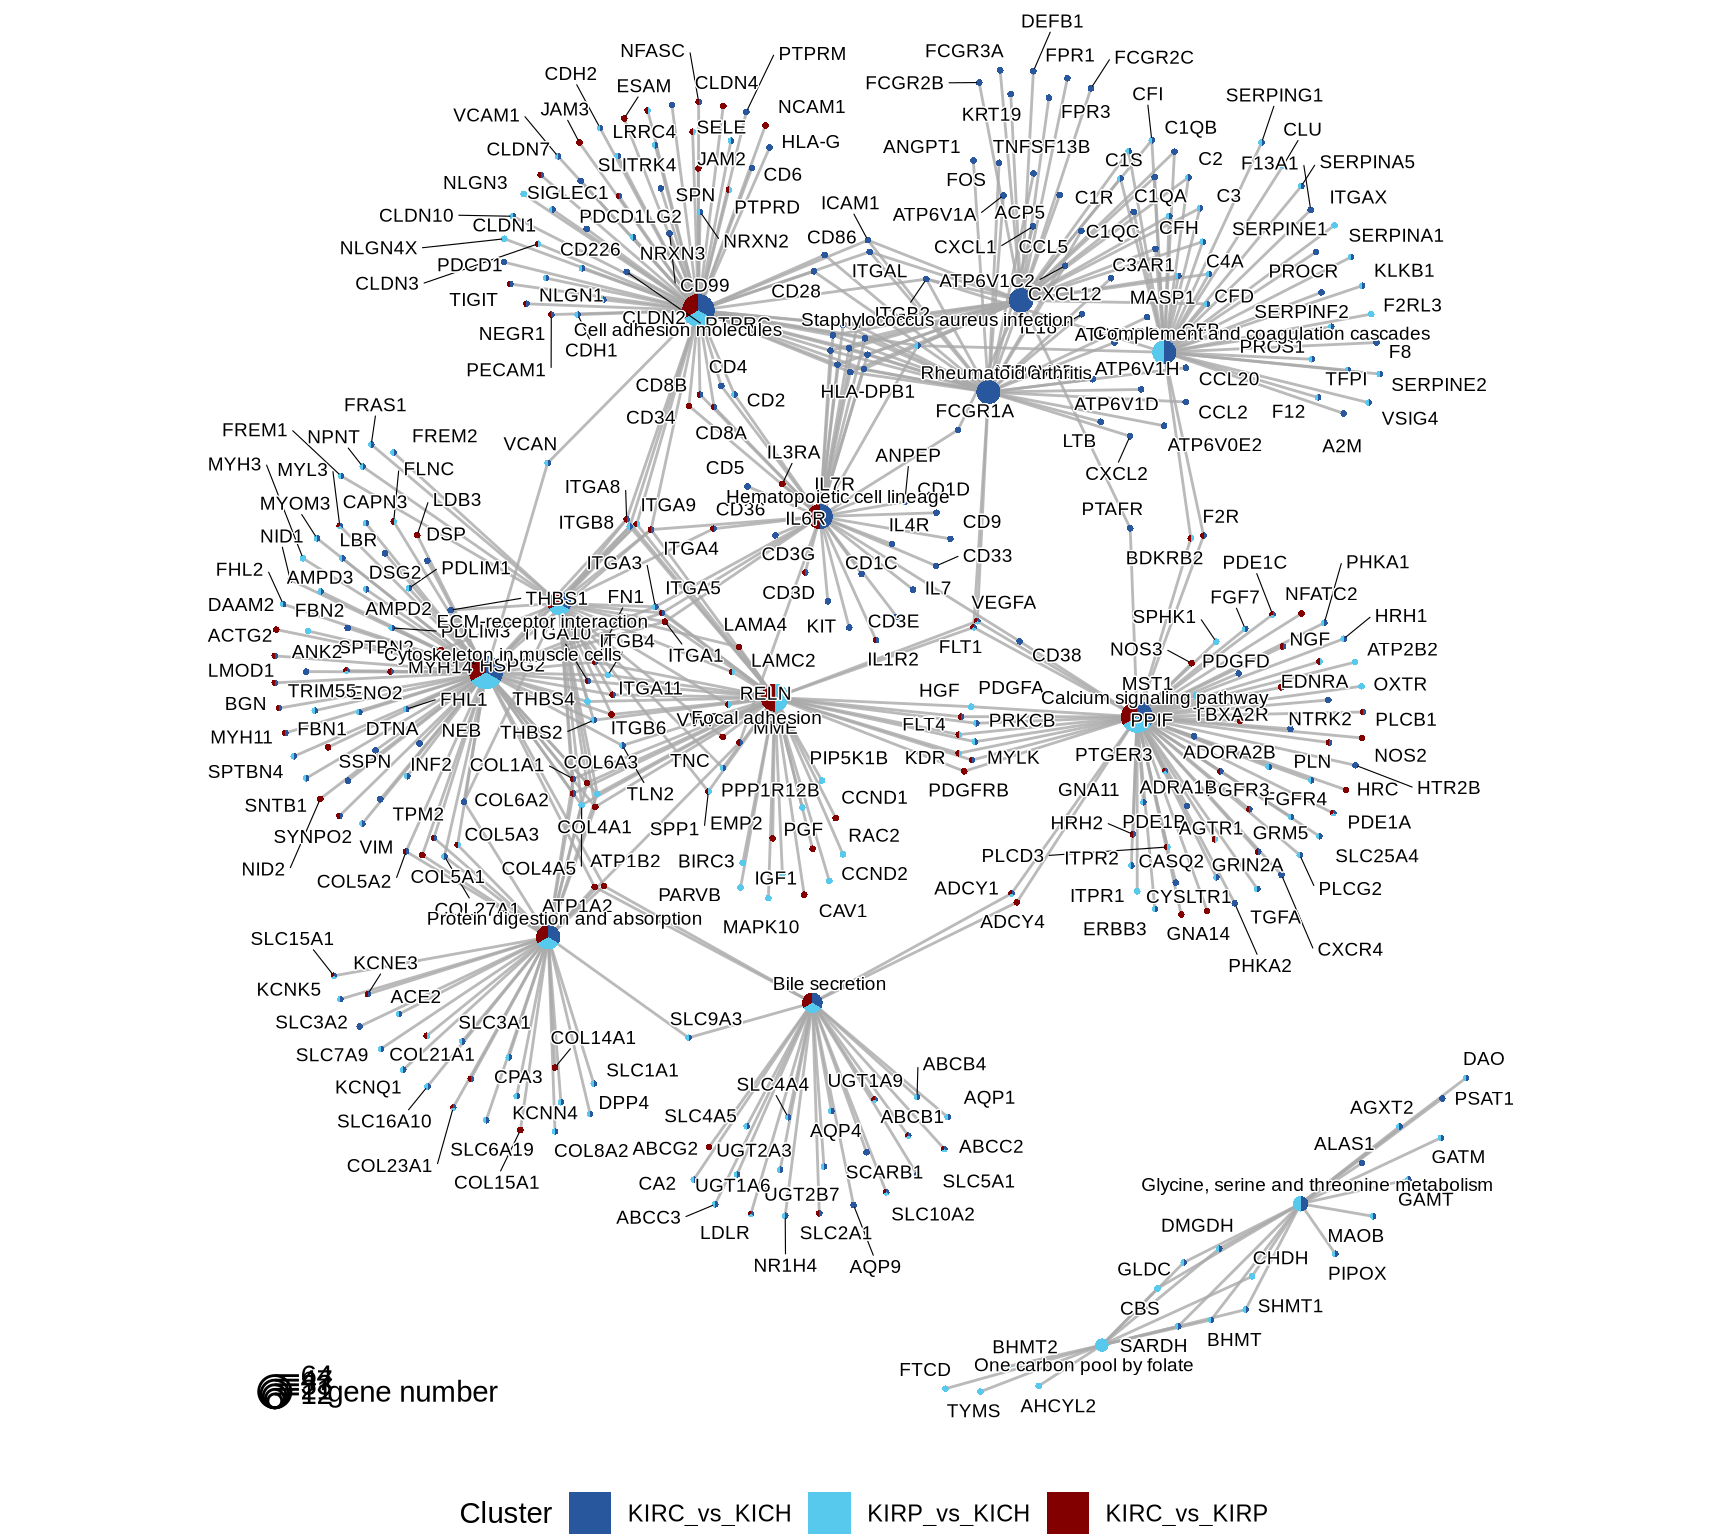 DEFB1
NFASC
PTPRM
FCGR3A
FPR1
FCGR2C
CDH2
ESAM
CLDN4
FCGR2B
CFI
SERPING1
VCAM1
JAM3
NCAM1
KRT19
FPR3
LRRC4
SELE
C1QB
CLU
CLDN7
HLA-G
ANGPT1
TNFSF13B
SLITRK4
JAM2
C1S
C2
F13A1
SERPINA5
NLGN3
SIGLEC1
SPN
CD6
FOS
C1R
C1QA
C3
ITGAX
CLDN10
PDCD1LG2
PTPRD
ICAM1
ATP6V1A
ACP5
CLDN1
NRXN2
CD86
CXCL1
CCL5
C1QC
CFH
SERPINE1
SERPINA1
NLGN4X
CD226
NRXN3
PDCD1
ITGAL
C3AR1
C4A
PROCR
KLKB1
CLDN3
CD99
CD28
ATP6V1C2
CXCL12
MASP1
CFD
TIGIT
NLGN1
CLDN2
SERPINF2
F2RL3
Cell adhesion molecules
Staphylococcus aureus infection
Complement and coagulation cascades
NEGR1
CDH1
PROS1
F8
PECAM1
CD4
Rheumatoid arthritis
ATP6V1H
CCL20
TFPI
SERPINE2
CD8B
CD2
HLA-DPB1
FCGR1A
ATP6V1D
CCL2
F12
VSIG4
FRAS1
CD34
CD8A
LTB
ATP6V0E2
A2M
FREM1
NPNT
FREM2
VCAN
IL3RA
ANPEP
CXCL2
MYH3
MYL3
FLNC
CD5
IL7R
CD1D
ITGA8
MYOM3
CAPN3
LDB3
ITGA9
Hematopoietic cell lineage
PTAFR
F2R
NID1
LBR
DSP
ITGB8
CD36
IL6R
IL4R
CD9
BDKRB2
FHL2
AMPD3
DSG2
PDLIM1
ITGA3
ITGA4
CD3G
CD1C
CD33
PDE1C
PHKA1
DAAM2
FBN2
AMPD2
THBS1
FN1
ITGA5
CD3D
IL7
VEGFA
SPHK1
FGF7
NFATC2
ACTG2
ANK2
ECM-receptor interaction
LAMA4
KIT
CD3E
FLT1
HRH1
LMOD1
Cytoskeleton in muscle cells
ITGB4
ITGA1
LAMC2
IL1R2
CD38
NOS3
PDGFD
NGF
ATP2B2
BGN
TRIM55
ENO2
MYH14
HSPG2
THBS4
ITGA11
RELN
HGF
PDGFA
MST1
EDNRA
OXTR
FBN1
FHL1
Focal adhesion
Calcium signaling pathway
MYH11
DTNA
NEB
THBS2
ITGB6
MME
FLT4
PRKCB
PPIF
TBXA2R
NTRK2
PLCB1
SPTBN4
SSPN
INF2
COL1A1
COL6A3
TNC
PIP5K1B
KDR
MYLK
PTGER3
ADORA2B
PLN
NOS2
SNTB1
TPM2
COL6A2
TLN2
PPP1R12B
CCND1
PDGFRB
GNA11
ADRA1B
FGFR4
HRC
HTR2B
SYNPO2
VIM
COL5A3
COL4A1
SPP1
EMP2
PGF
RAC2
HRH2
AGTR1
GRM5
PDE1A
NID2
COL5A2
COL5A1
COL4A5
ATP1B2
BIRC3
IGF1
CCND2
PLCD3
ITPR2
CASQ2
GRIN2A
SLC25A4
COL27A1
ATP1A2
PARVB
CAV1
ADCY1
ITPR1
CYSLTR1
PLCG2
Protein digestion and absorption
MAPK10
ADCY4
ERBB3
GNA14
TGFA
SLC15A1
KCNE3
Bile secretion
PHKA2
CXCR4
KCNK5
ACE2
SLC3A2
SLC3A1
COL14A1
SLC9A3
SLC7A9
COL21A1
CPA3
SLC1A1
SLC4A4
UGT1A9
ABCB4
DAO
KCNQ1
KCNN4
DPP4
SLC4A5
ABCB1
AQP1
AGXT2
PSAT1
SLC16A10
SLC6A19
COL8A2
ABCG2
UGT2A3
AQP4
ABCC2
ALAS1
GATM
COL23A1
COL15A1
CA2
UGT1A6
UGT2B7
SCARB1
SLC5A1
Glycine, serine and threonine metabolism
GAMT
ABCC3
LDLR
SLC2A1
SLC10A2
DMGDH
MAOB
NR1H4
AQP9
GLDC
CHDH
PIPOX
CBS
SHMT1
BHMT2
SARDH
BHMT
FTCD
One carbon pool by folate
TYMS
AHCYL2
gene number
Cluster
KIRC_vs_KICH
KIRP_vs_KICH
KIRC_vs_KIRP